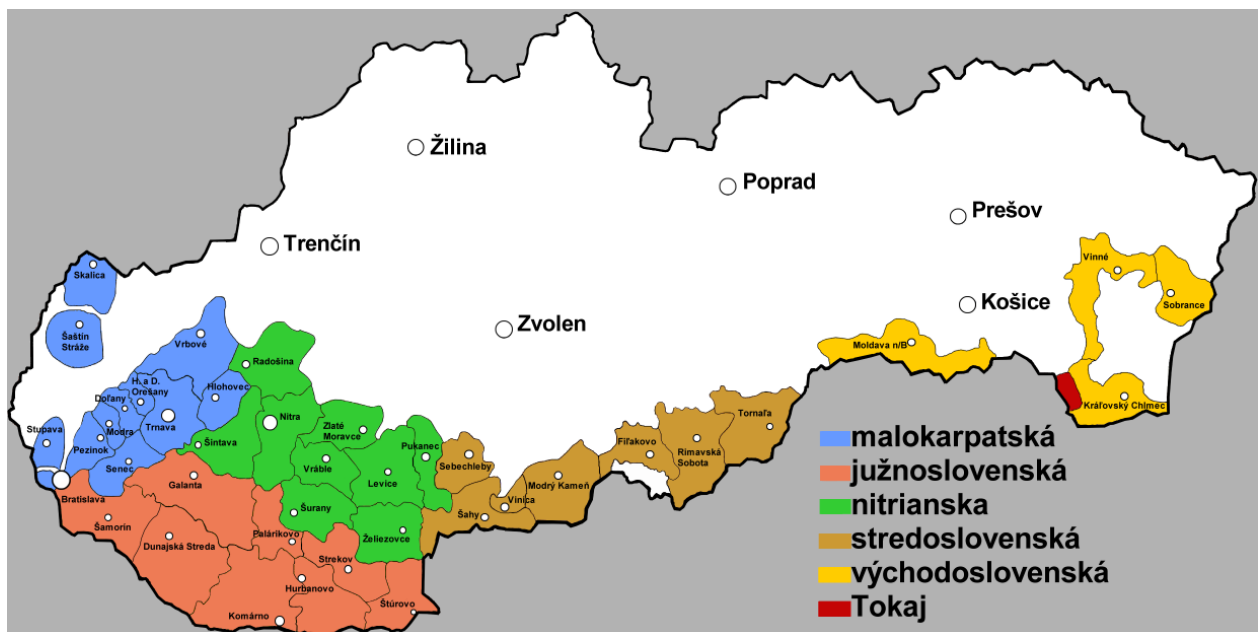 Žilina
Poprad
Prešov
Trenčín
Skalica
Vinné
Košice
Sobrance
Zvolen
Šaštín
Stráže
Vrbové
Moldava n/B
Radošina
H. a D.
Orešany
Hlohovec
Doľany
Kráľovský Chlmec
Tornaľa
Stupava
Modra
Trnava
Nitra
Zlaté
Moravce
Pukanec
Fiľakovo
malokarpatská
Pezinok
Šintava
Rimavská
Sobota
Senec
Vráble
Levice
Sebechleby
južnoslovenská
Galanta
Modrý Kameň
Bratislava
Šurany
Vinica
nitrianska
Šamorín
Šahy
Palárikovo
Želiezovce
stredoslovenská
Dunajská Streda
Strekov
východoslovenská
Hurbanovo
Štúrovo
Tokaj
Komárno